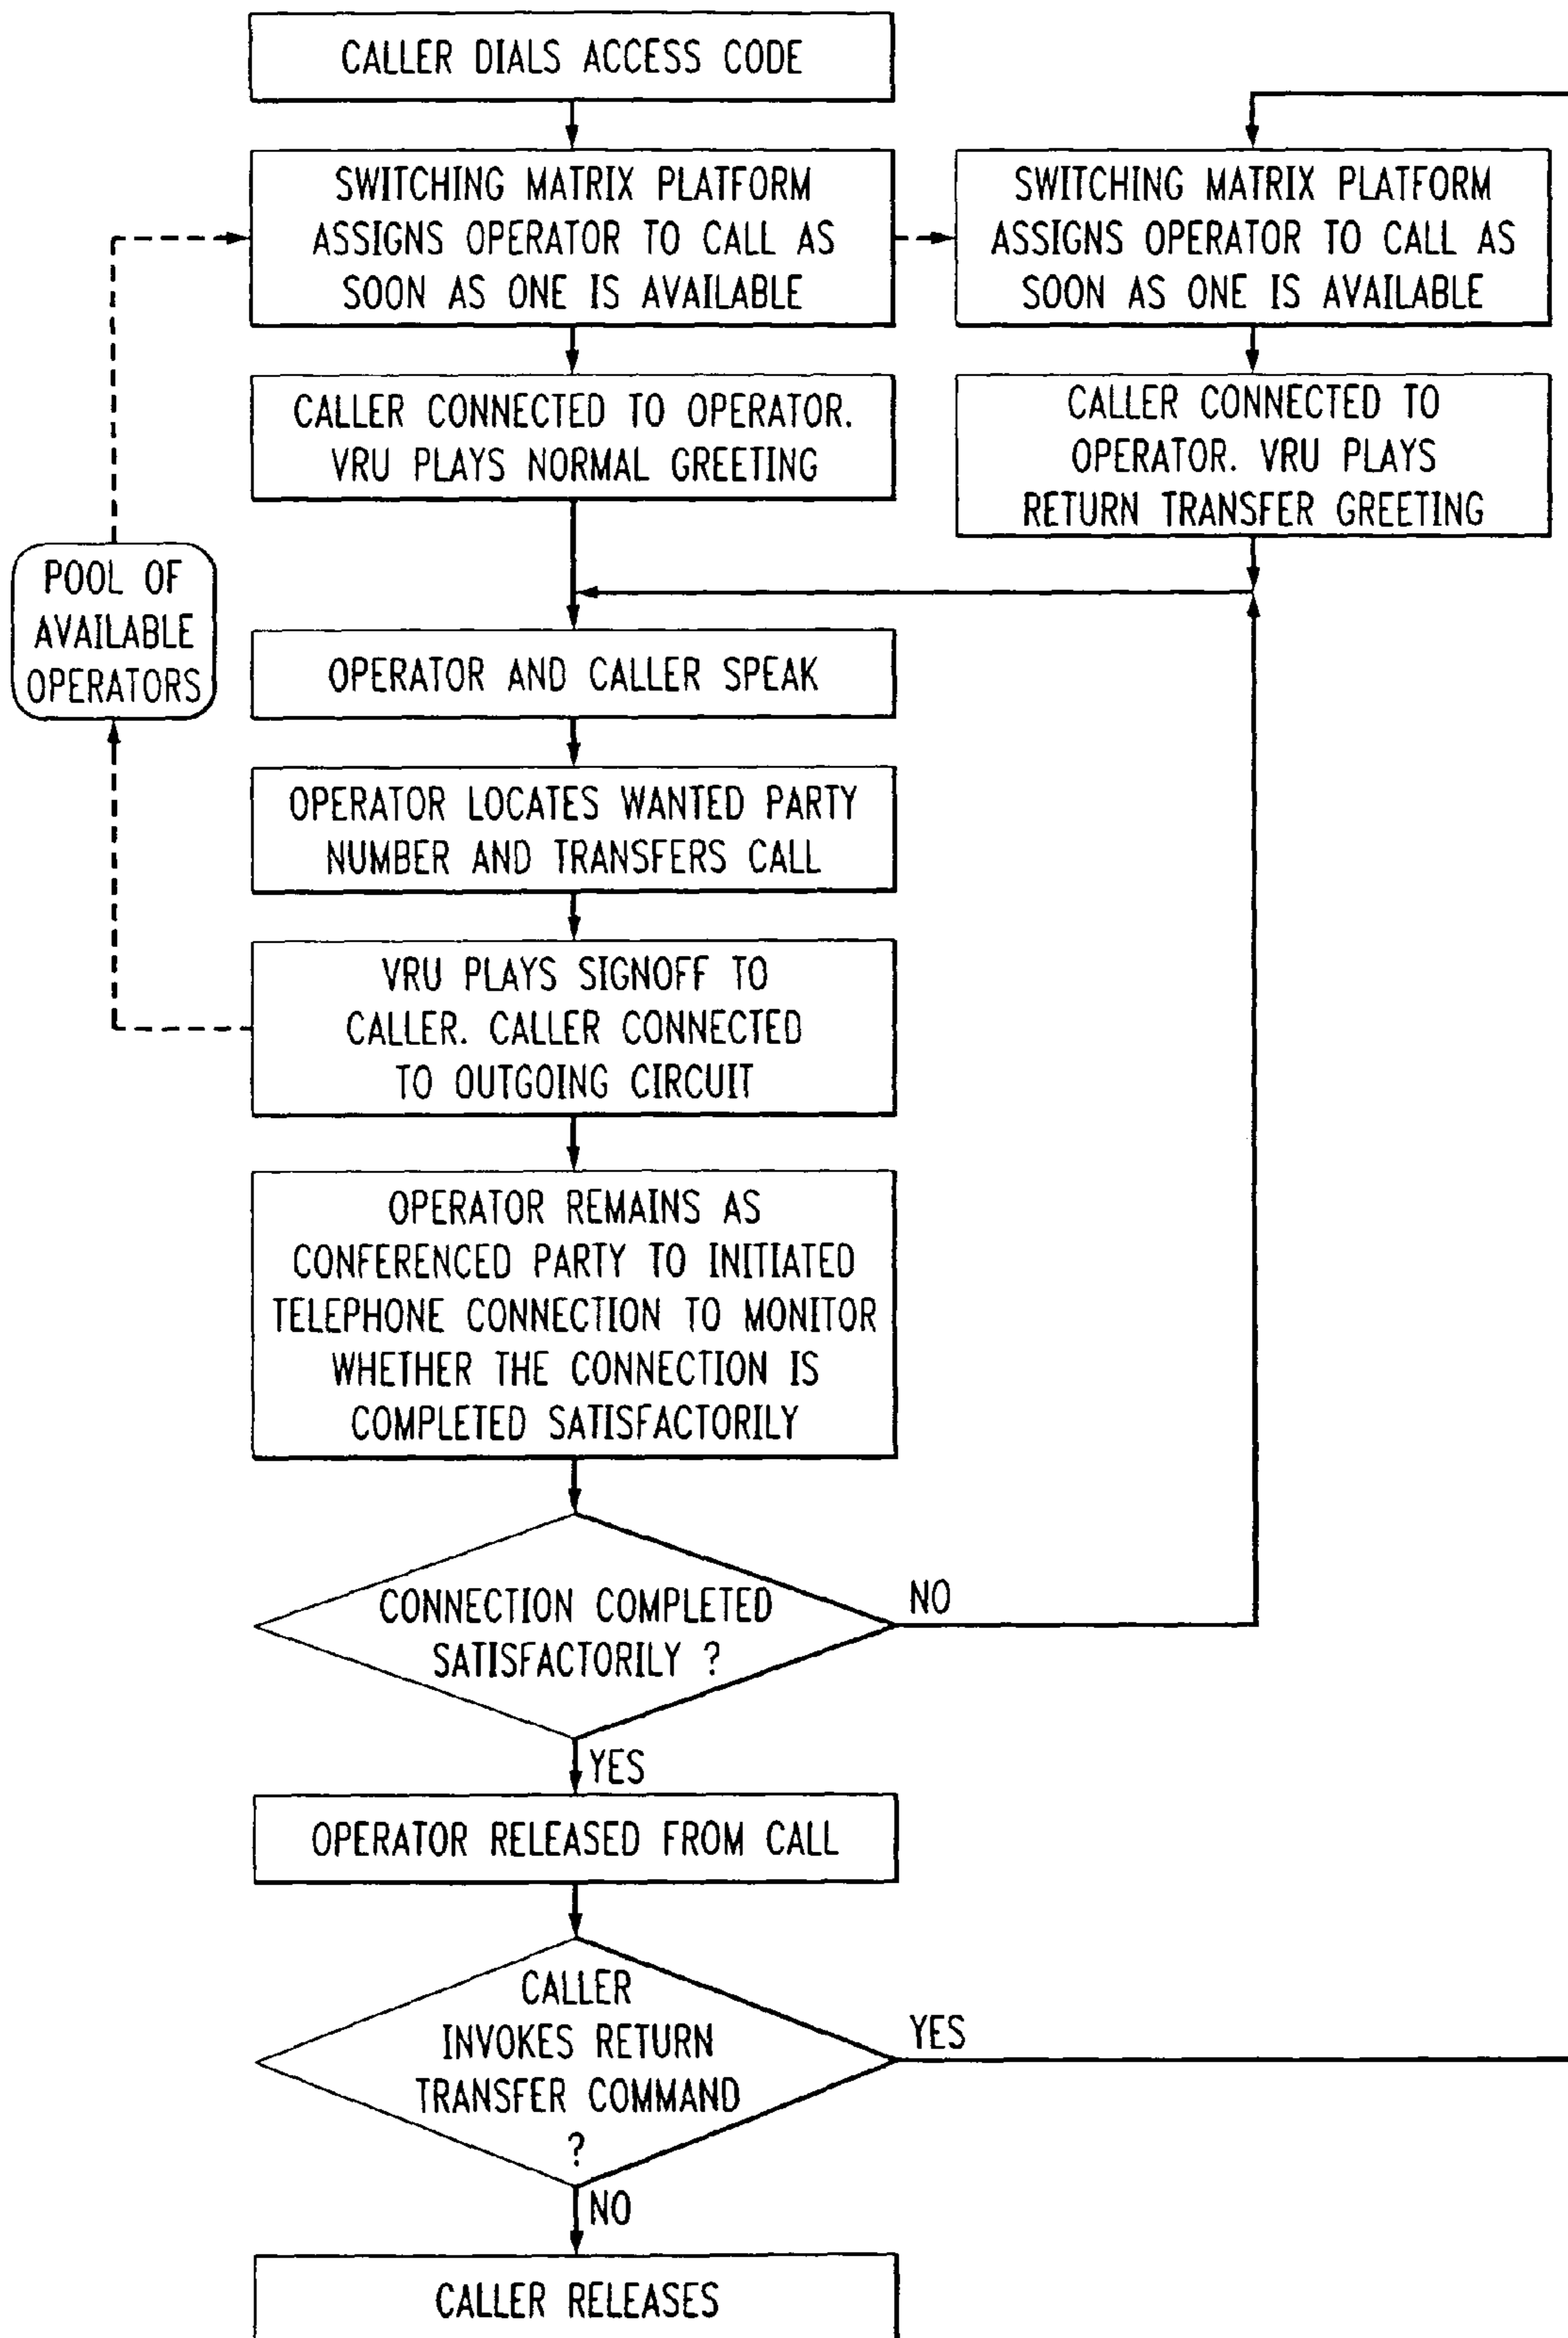 CALLER DIALS ACCESS CODE
SWITCHING MATRIX PLATFORM
ASSIGNS OPERATOR TO CALL AS
SOON AS ONE IS AVAILABLE
SWITCHING MATRIX PLATFORM
ASSIGNS OPERATOR TO CALL AS
SOON AS ONE IS AVAILABLE
CALLER CONNECTED TO OPERATOR.
VRU PLAYS NORMAL GREETING
CALLER CONNECTED TO
OPERATOR. VRU PLAYS
RETURN TRANSFER GREETING
POOL OF
AVAILABLE
OPERATORS
OPERATOR AND CALLER SPEAK
OPERATOR LOCATES WANTED PARTY
NUMBER AND TRANSFERS CALL
VRU PLAYS SIGNOFF TO
CALLER. CALLER CONNECTED
TO OUTGOING CIRCUIT
OPERATOR REMAINS AS
CONFERENCED PARTY TO INITIATED
TELEPHONE CONNECTION TO MONITOR
WHETHER THE CONNECTION IS
COMPLETED SATISFACTORILY
CONNECTION COMPLETED
SATISFACTORILY ?
NO
YES
OPERATOR RELEASED FROM CALL
CALLER
INVOKES RETURN
TRANSFER COMMAND
?
YES
NO
CALLER RELEASES